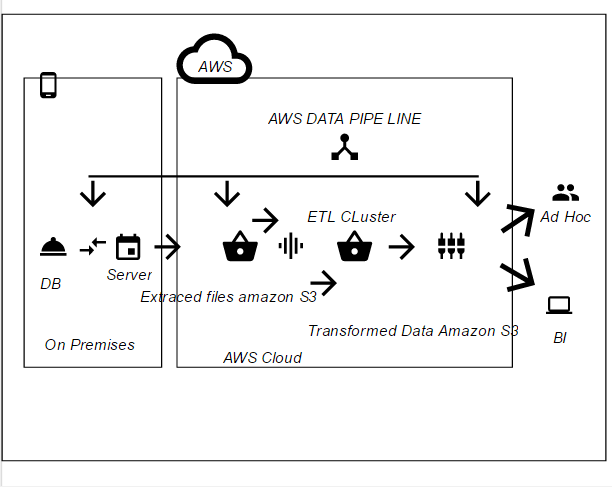 AWS
AWS DATA PIPE LINE
ETL CLuster
Ad Hoc
DB
Server
Extraced files amazon S3
Transformed Data Amazon S3
BI
On Premises
AWS Cloud